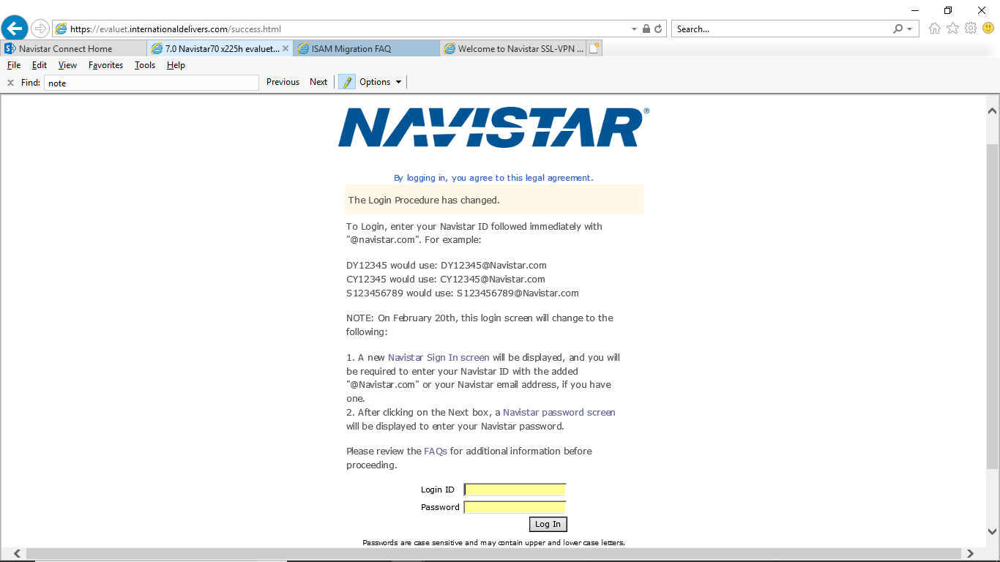 https://evaluet.internationaldelivers.com/success.html
Search...
Navistar Connect Home
7.0 Navistar70 x225h evaluet...
ISAM Migration FAQ
Welcome to Navistar SSL-VPN ...
File Edit View Favorites Tools Help
Find: note Previous Next Options
NAVISTAR®
By logging in, you agree to this legal agreement.
The Login Procedure has changed.
To Login, enter your Navistar ID followed immediately with
"@navistar.com". For example:
DY12345 would use: DY12345@Navistar.com
CY12345 would use: CY12345@Navistar.com
S123456789 would use: S123456789@Navistar.com
NOTE: On February 20th, this login screen will change to the
following:
1. A new Navistar Sign In screen will be displayed, and you will
be required to enter your Navistar ID with the added
"@Navistar.com" or your Navistar email address, if you have
one.
2. After clicking on the Next box, a Navistar password screen
will be displayed to enter your Navistar password.
Please review the FAQs for additional information before
proceeding.
Login ID
Password
Log In
Passwords are case sensitive and may contain upper and lower case letters.